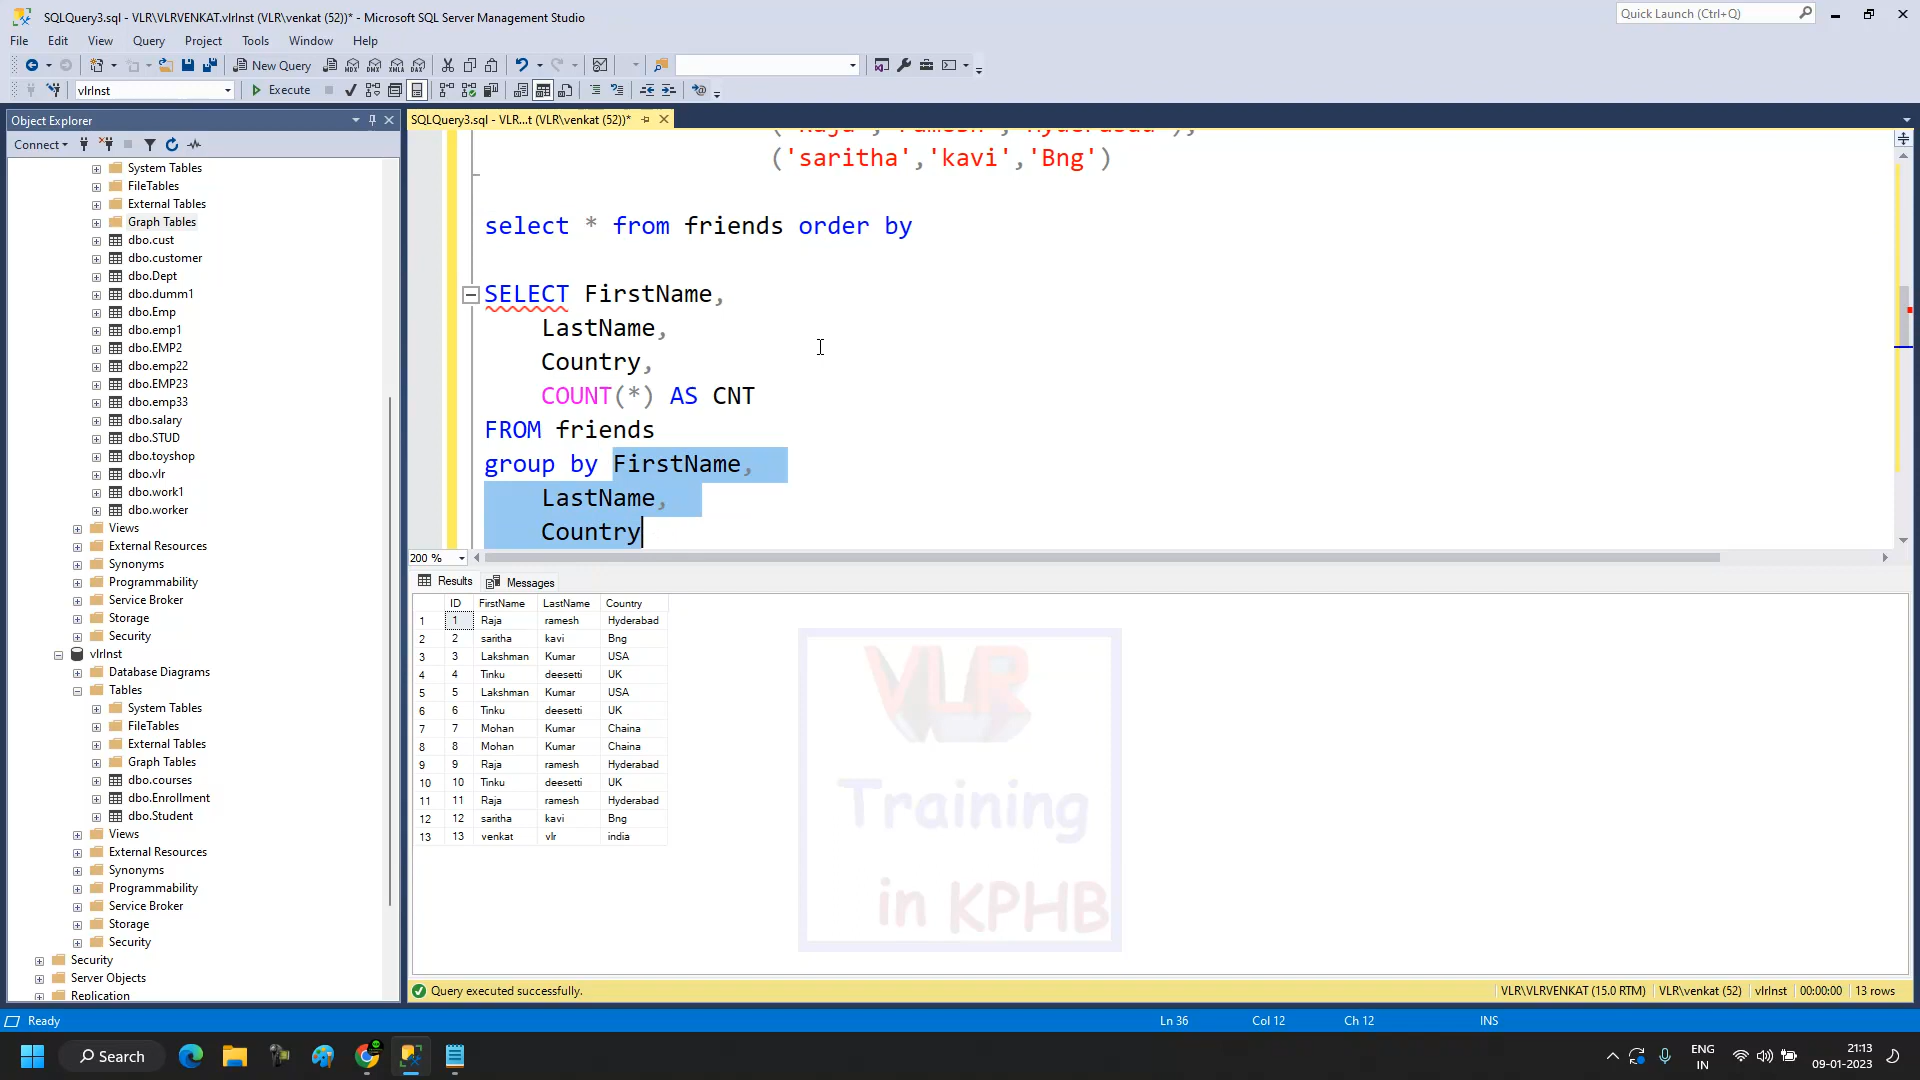 SQLQuery3.sql - VLR\VLRVENKAT.vlrInst (VLR\venkat (52))* - Microsoft SQL Server Management Studio
Quick Launch (Ctrl+Q)
File Edit View Query Project Tools Window Help
New Query
vlrInst
Execute
Object Explorer
Connect
System Tables
FileTables
External Tables
Graph Tables
dbo.cust
dbo.customer
dbo.Dept
dbo.dumm1
dbo.Emp
dbo.emp1
dbo.EMP2
dbo.emp22
dbo.EMP23
dbo.emp33
dbo.salary
dbo.STUD
dbo.toyshop
dbo.vlr
dbo.work1
dbo.worker
Views
External Resources
Synonyms
Programmability
Service Broker
Storage
Security
vlrInst
Database Diagrams
Tables
System Tables
FileTables
External Tables
Graph Tables
dbo.courses
dbo.Enrollment
dbo.Student
Views
External Resources
Synonyms
Programmability
Service Broker
Storage
Security
Security
Server Objects
Replication
SQLQuery3.sql - VLR...t (VLR\venkat (52))*
('Raja','ramesh','Hyderabad'),
('saritha','kavi','Bng')
select * from friends order by
SELECT FirstName,
LastName,
Country,
COUNT(*) AS CNT
FROM friends
group by FirstName,
LastName,
Country
200 %
Results Messages
ID FirstName LastName Country
1 1 Raja ramesh Hyderabad
2 2 saritha kavi Bng
3 3 Lakshman Kumar USA
4 4 Tinku deesetti UK
5 5 Lakshman Kumar USA
6 6 Tinku deesetti UK
7 7 Mohan Kumar Chaina
8 8 Mohan Kumar Chaina
9 9 Raja ramesh Hyderabad
10 10 Tinku deesetti UK
11 11 Raja ramesh Hyderabad
12 12 saritha kavi Bng
13 13 venkat vlr india
VLR
Training
in KPHB
Query executed successfully.
VLR\VLRVENKAT (15.0 RTM) VLR\venkat (52) vlrInst 00:00:00 13 rows
Ready
Ln 36 Col 12 Ch 12 INS
Search
ENG
IN
21:13
09-01-2023